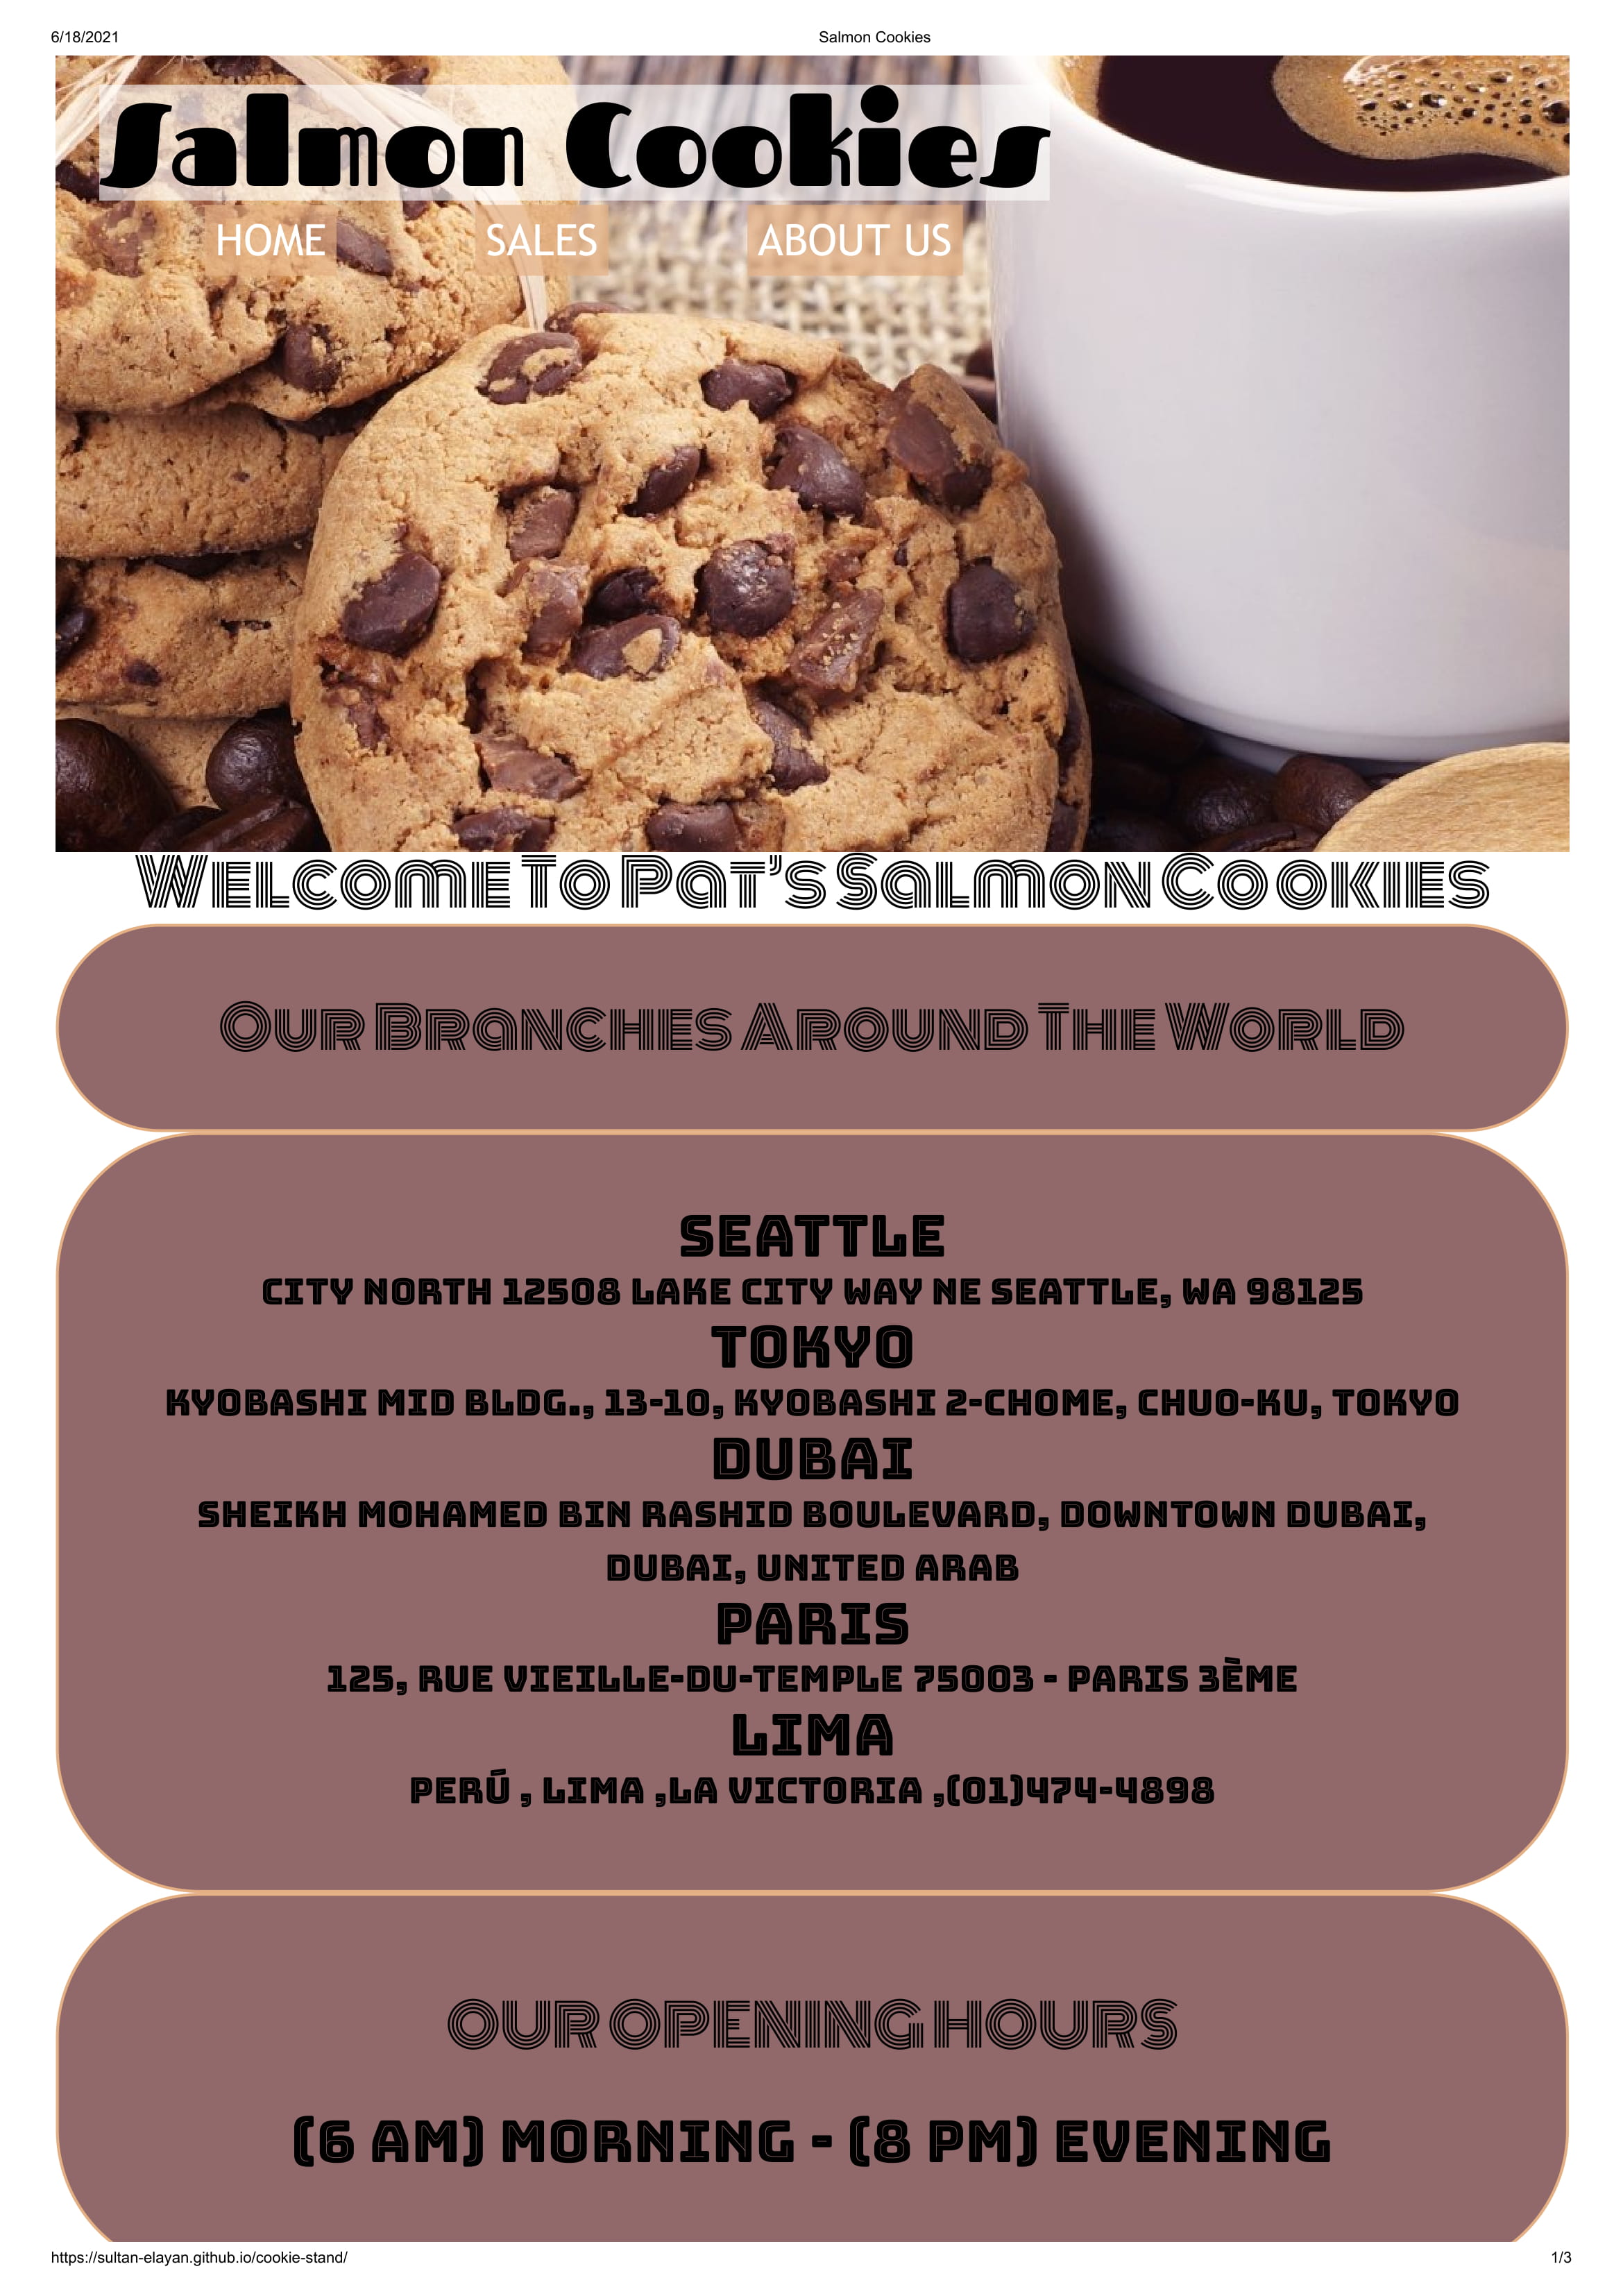 6/18/2021
Salmon Cookies
Salmon Cookies
HOME SALES ABOUT US
Welcome To Pat's Salmon Cookies
Our Branches Around The World
SEATTLE
CITY NORTH 12508 LAKE CITY WAY NE SEATTLE, WA 98125
TOKYO
KYOBASHI MID BLDG., 13-10, KYOBASHI 2-CHOME, CHUO-KU, TOKYO
DUBAI
SHEIKH MOHAMED BIN RASHID BOULEVARD, DOWNTOWN DUBAI,
DUBAI, UNITED ARAB
PARIS
125, RUE VIEILLE-DU-TEMPLE 75003 - PARIS 3ÈME
LIMA
PERÚ , LIMA ,LA VICTORIA ,(01)474-4898
OUR OPENING HOURS
(6 AM) MORNING - (8 PM) EVENING
https://sultan-elayan.github.io/cookie-stand/
1/3